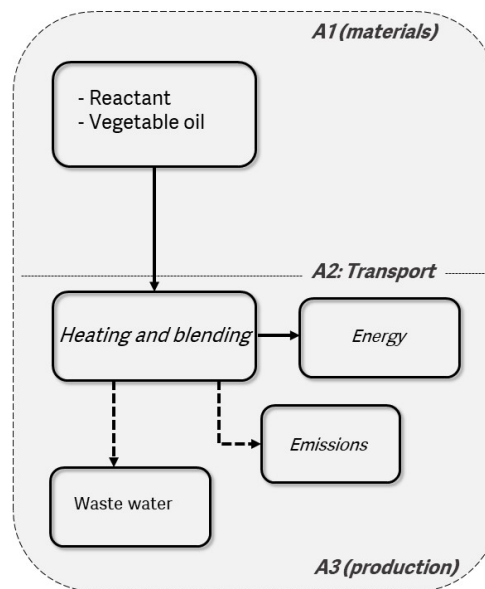 A1 (materials)
- Reactant
- Vegetable oil
A2: Transport
Heating and blending
Energy
Emissions
Waste water
A3 (production)